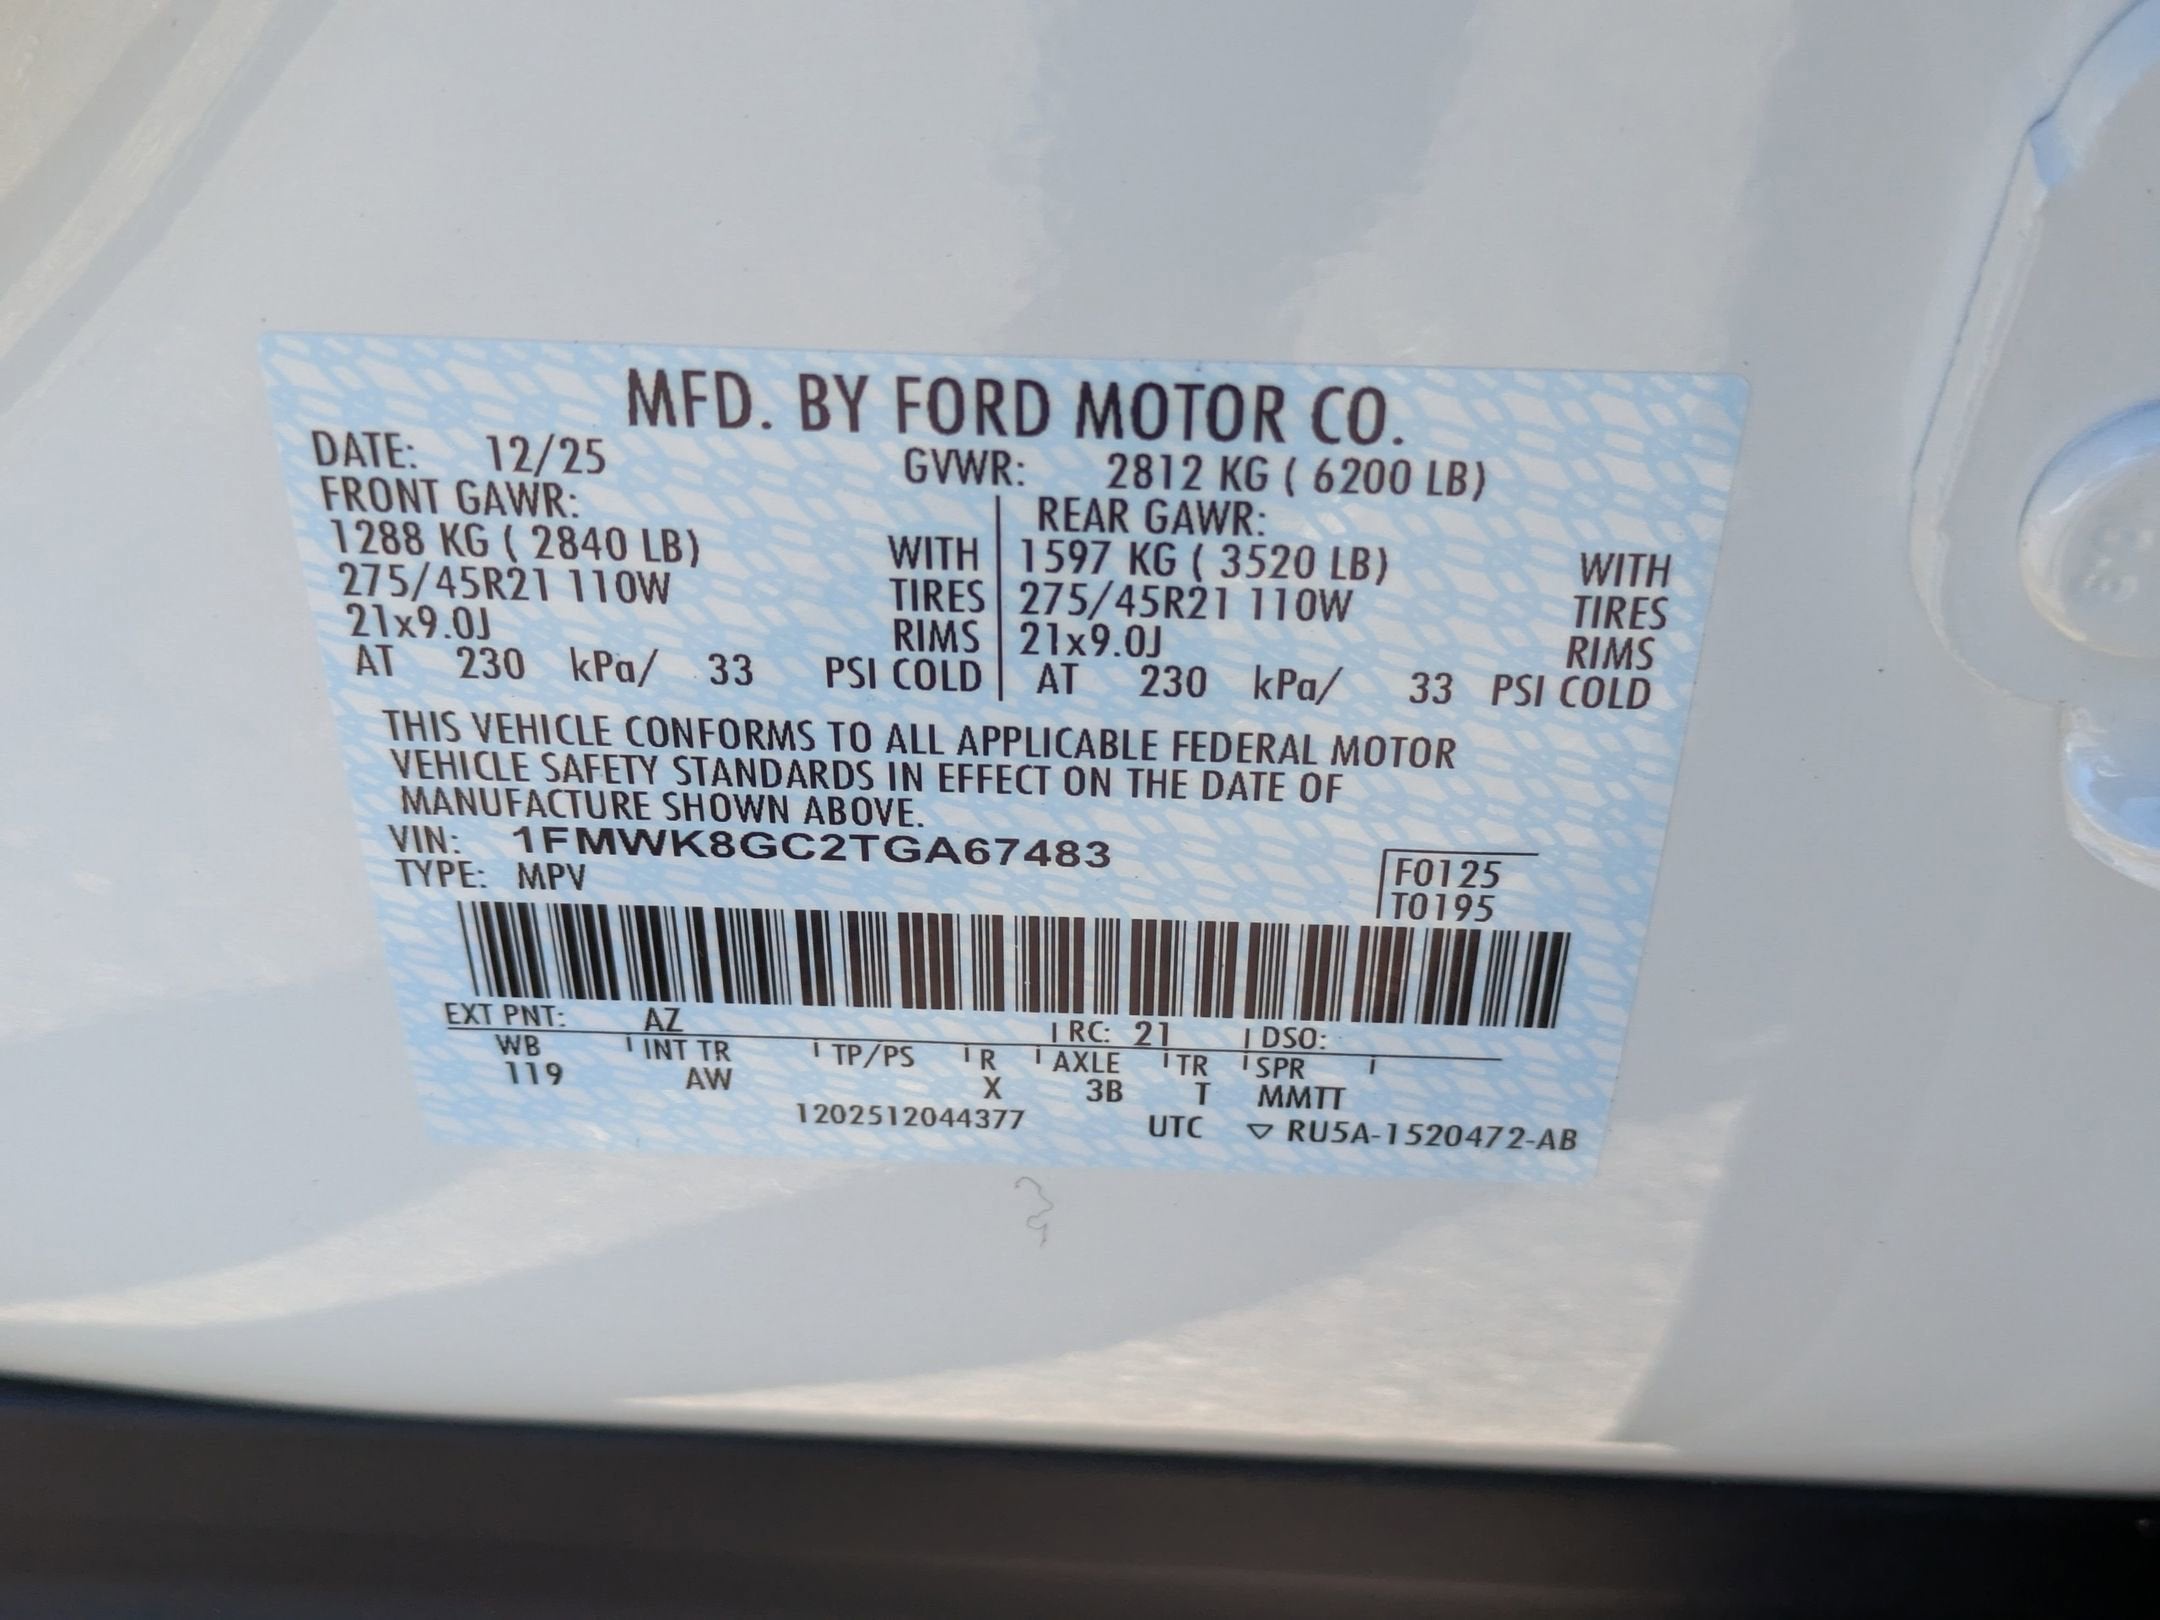 MFD. BY FORD MOTOR CO.
DATE: 12/25 GVWR: 2812 KG ( 6200 LB)
FRONT GAWR: REAR GAWR:
1288 KG ( 2840 LB) WITH 1597 KG ( 3520 LB) WITH
275/45R21 110W TIRES 275/45R21 110W TIRES
21x9.0J RIMS 21x9.0J RIMS
AT 230 kPa/ 33 PSI COLD AT 230 kPa/ 33 PSI COLD
THIS VEHICLE CONFORMS TO ALL APPLICABLE FEDERAL MOTOR
VEHICLE SAFETY STANDARDS IN EFFECT ON THE DATE OF
MANUFACTURE SHOWN ABOVE.
VIN: 1FMWK8GC2TGA67483
TYPE: MPV F0125
T0195
EXT PNT: AZ RC: 21 DSO:
WB INT TR TP/PS R AXLE TR SPR
119 AW X 3B T MMTT
1202512044377 UTC ▽ RU5A-1520472-AB